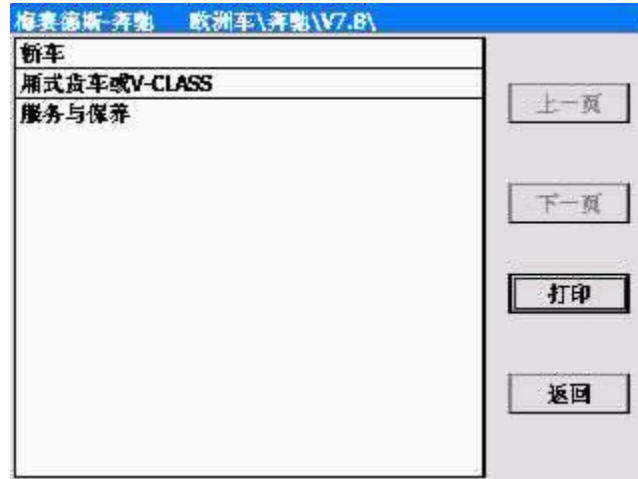 梅赛德斯-奔驰 欧洲车\奔驰\V7.8\
轿车
厢式货车或V-CLASS
服务与保养
上一页
下一页
打印
返回